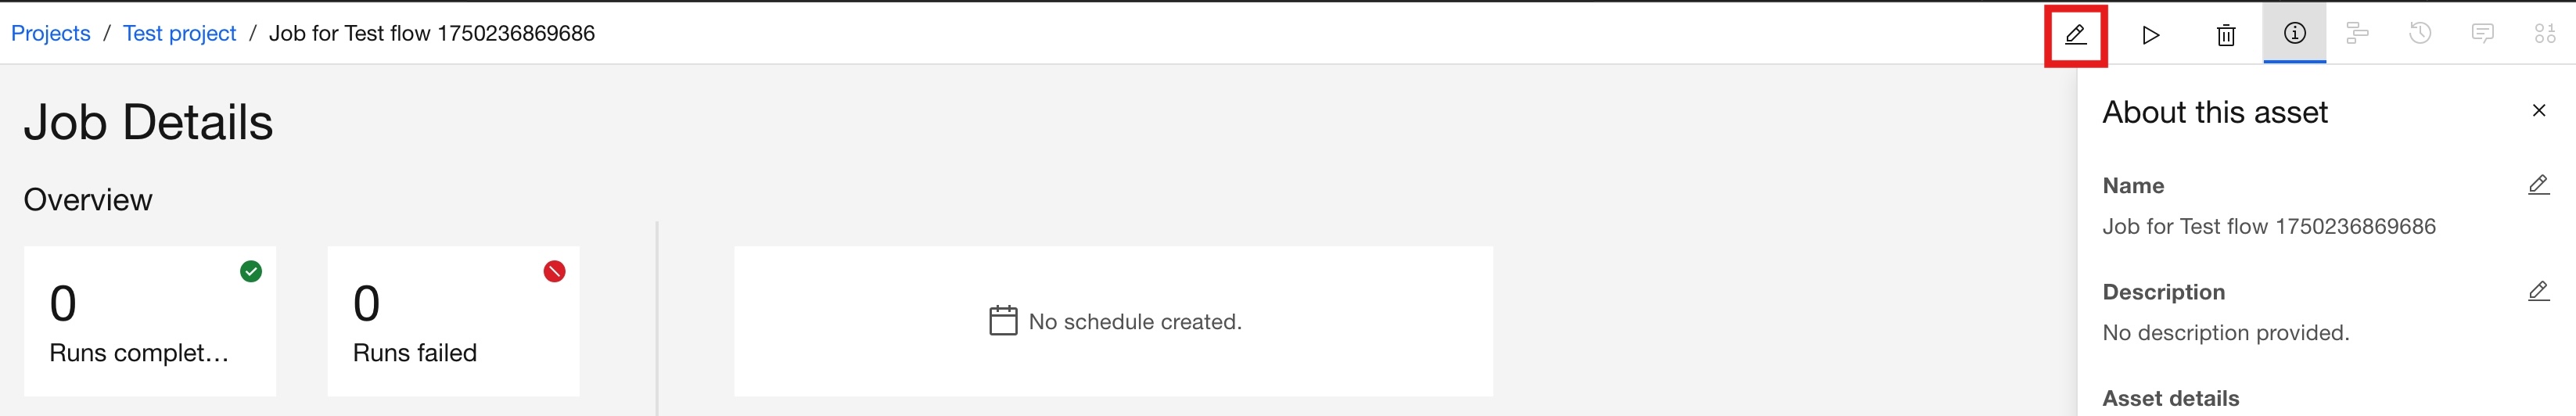 Projects / Test project / Job for Test flow 1750236869686
Job Details
Overview
0
Runs complet...
0
Runs failed
No schedule created.
About this asset
Name
Job for Test flow 1750236869686
Description
No description provided.
Asset details